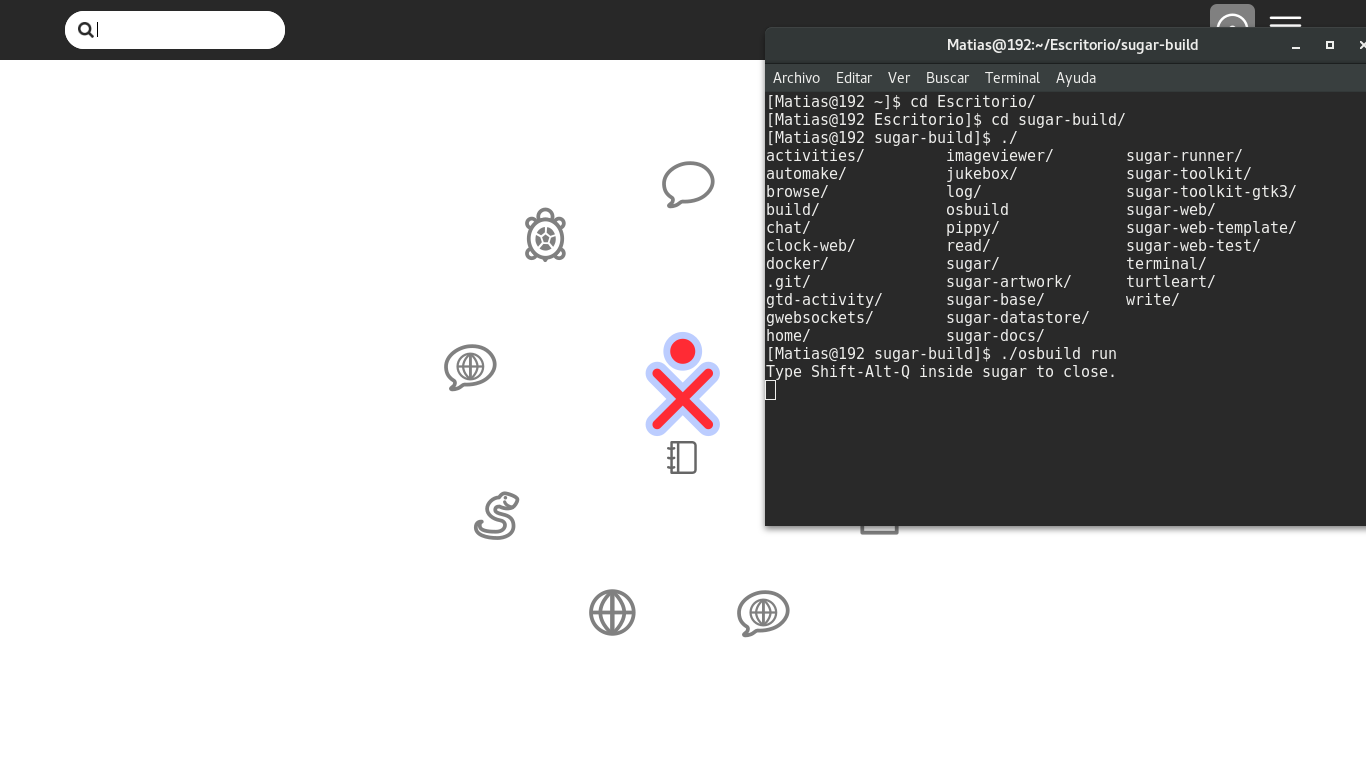 Matias@192:~/Escritorio/sugar-build
Archivo Editar Ver Buscar Terminal Ayuda
[Matias@192 ~]$ cd Escritorio/
[Matias@192 Escritorio]$ cd sugar-build/
[Matias@192 sugar-build]$ ./
activities/ imageviewer/ sugar-runner/
automake/ jukebox/ sugar-toolkit/
browse/ log/ sugar-toolkit-gtk3/
build/ osbuild sugar-web/
chat/ pippy/ sugar-web-template/
clock-web/ read/ sugar-web-test/
docker/ sugar/ terminal/
.git/ sugar-artwork/ turtleart/
gtd-activity/ sugar-base/ write/
gwebsockets/ sugar-datastore/
home/ sugar-docs/
[Matias@192 sugar-build]$ ./osbuild run
Type Shift-Alt-Q inside sugar to close.